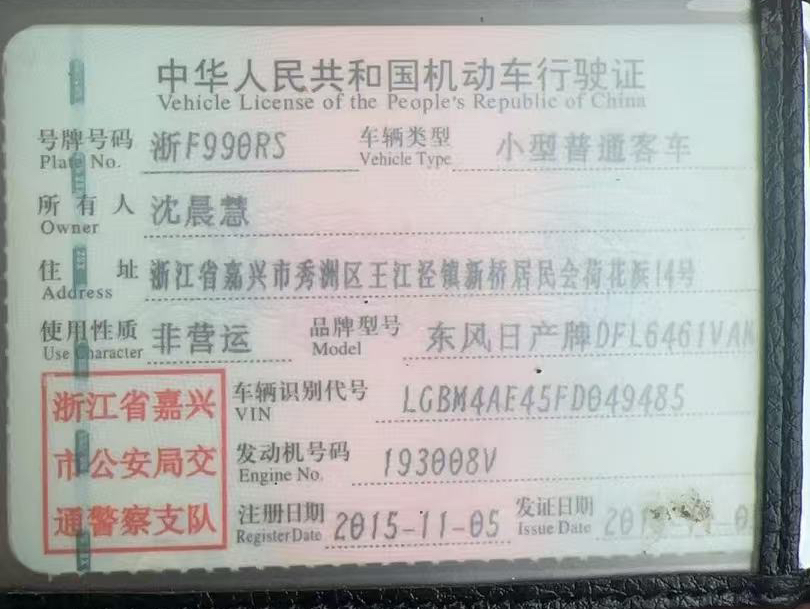 中华人民共和国机动车行驶证
Vehicle License of the People's Republic of China
号牌号码 浙F990RS 车辆类型 小型普通客车
Plate No. Vehicle Type
所有人 沈晨慧
Owner
住址 浙江省嘉兴市秀洲区王江泾镇新桥居民会荷花浜14号
Address
使用性质 非营运 品牌型号 东风日产牌DFL6461VAK
Use Character Model
浙江省嘉兴 车辆识别代号 LGBM4AE45FD049485
VIN
市公安局交 发动机号码 193008V
Engine No.
通警察支队 注册日期 2015-11-05 发证日期
Register Date Issue Date